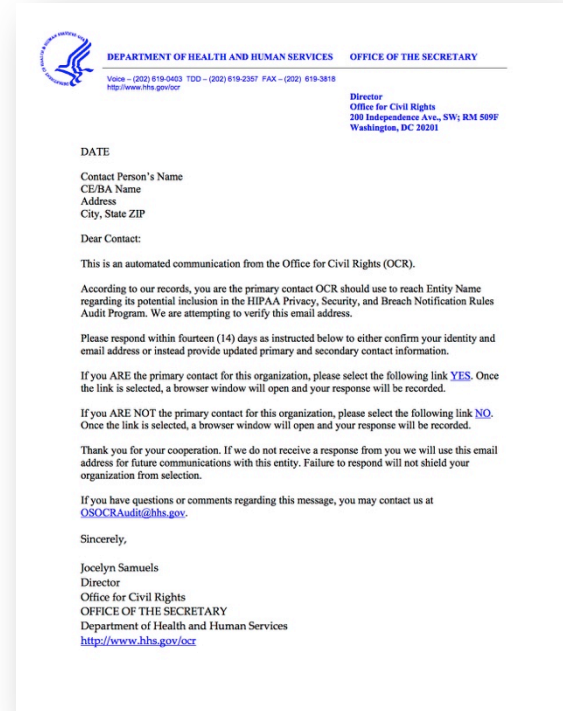 DEPARTMENT OF HEALTH AND HUMAN SERVICES OFFICE OF THE SECRETARY
Voice – (202) 619-0403 TDD – (202) 619-2357 FAX – (202) 619-3818
http://www.hhs.gov/ocr
Director
Office for Civil Rights
200 Independence Ave., SW; RM 509F
Washington, DC 20201
DATE
Contact Person's Name
CE/BA Name
Address
City, State ZIP
Dear Contact:
This is an automated communication from the Office for Civil Rights (OCR).
According to our records, you are the primary contact OCR should use to reach Entity Name
regarding its potential inclusion in the HIPAA Privacy, Security, and Breach Notification Rules
Audit Program. We are attempting to verify this email address.
Please respond within fourteen (14) days as instructed below to either confirm your identity and
email address or instead provide updated primary and secondary contact information.
If you ARE the primary contact for this organization, please select the following link YES. Once
the link is selected, a browser window will open and your response will be recorded.
If you ARE NOT the primary contact for this organization, please select the following link NO.
Once the link is selected, a browser window will open and your response will be recorded.
Thank you for your cooperation. If we do not receive a response from you we will use this email
address for future communications with this entity. Failure to respond will not shield your
organization from selection.
If you have questions or comments regarding this message, you may contact us at
OSOCRAudit@hhs.gov.
Sincerely,
Jocelyn Samuels
Director
Office for Civil Rights
OFFICE OF THE SECRETARY
Department of Health and Human Services
http://www.hhs.gov/ocr